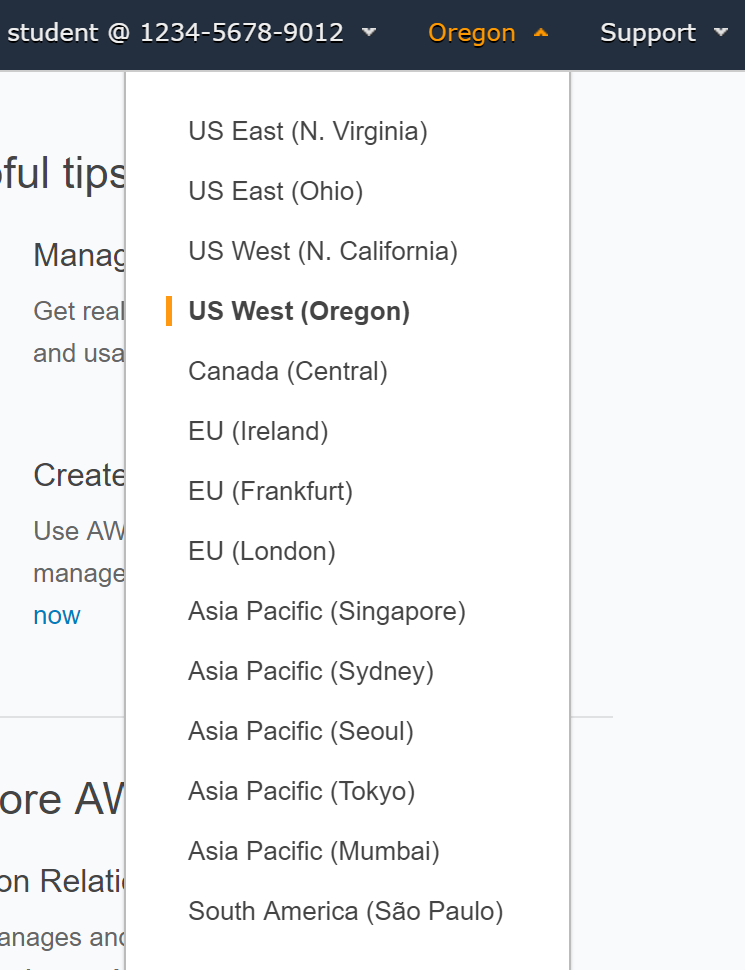 student @ 1234-5678-9012 Oregon Support
US East (N. Virginia)
US East (Ohio)
US West (N. California)
US West (Oregon)
Canada (Central)
EU (Ireland)
EU (Frankfurt)
EU (London)
Asia Pacific (Singapore)
Asia Pacific (Sydney)
Asia Pacific (Seoul)
Asia Pacific (Tokyo)
Asia Pacific (Mumbai)
South America (São Paulo)
ful tips
Manag
Get real
and usa
Create
Use AW
manage
now
ore AW
on Relati
anages and